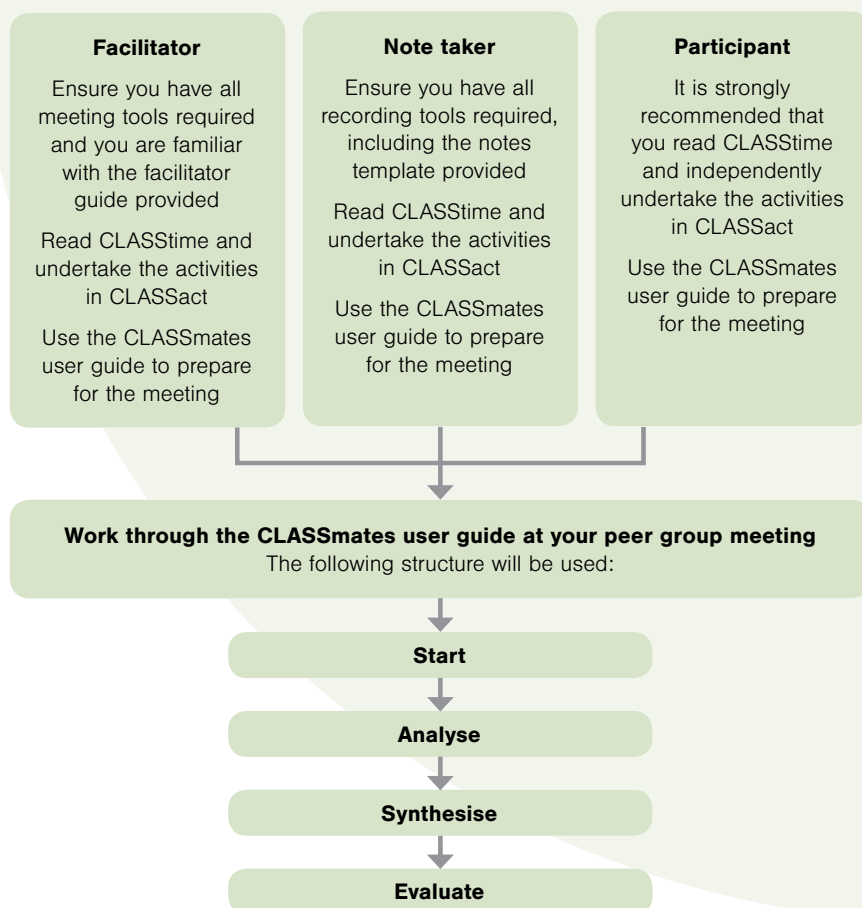 Facilitator
Ensure you have all
meeting tools required
and you are familiar
with the facilitator
guide provided
Read CLASStime and
undertake the activities
in CLASSact
Use the CLASSmates
user guide to prepare
for the meeting
Note taker
Ensure you have all
recording tools required,
including the notes
template provided
Read CLASStime and
undertake the activities
in CLASSact
Use the CLASSmates
user guide to prepare
for the meeting
Participant
It is strongly
recommended that
you read CLASStime
and independently
undertake the activities
in CLASSact
Use the CLASSmates
user guide to prepare
for the meeting
Work through the CLASSmates user guide at your peer group meeting
The following structure will be used:
Start
Analyse
Synthesise
Evaluate